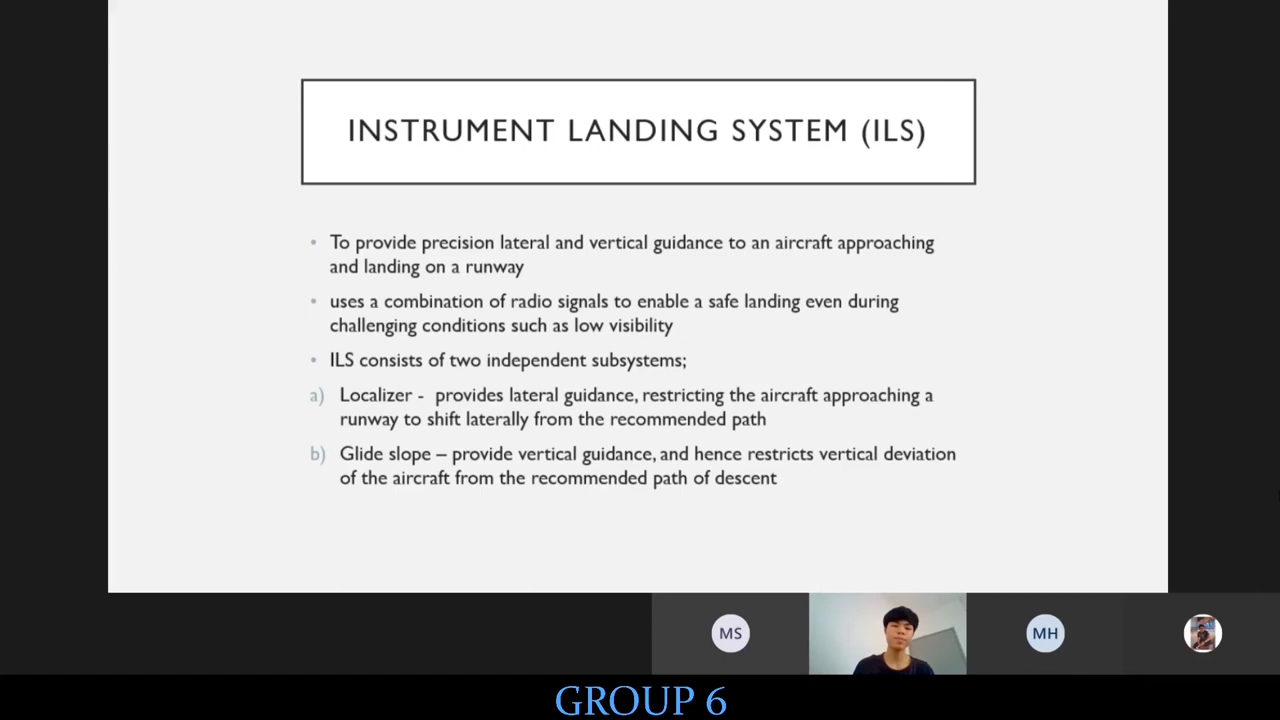 INSTRUMENT LANDING SYSTEM (ILS)
• To provide precision lateral and vertical guidance to an aircraft approaching
and landing on a runway
• uses a combination of radio signals to enable a safe landing even during
challenging conditions such as low visibility
• ILS consists of two independent subsystems;
a) Localizer - provides lateral guidance, restricting the aircraft approaching a
runway to shift laterally from the recommended path
b) Glide slope – provide vertical guidance, and hence restricts vertical deviation
of the aircraft from the recommended path of descent
MS
MH
GROUP 6